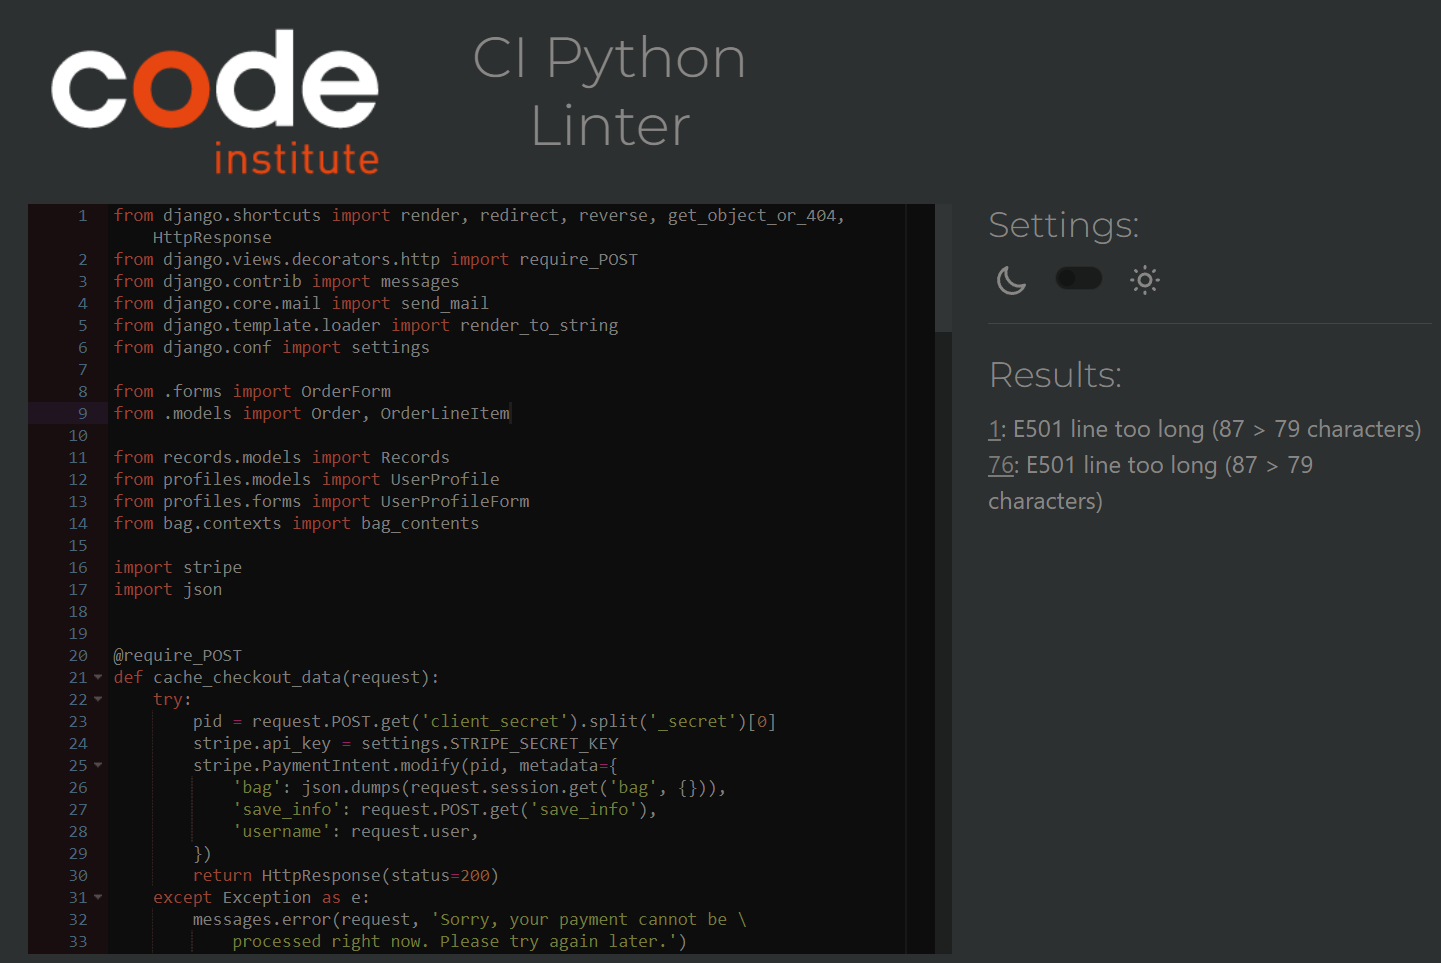 code
institute
CI Python
Linter
1 from django.shortcuts import render, redirect, reverse, get_object_or_404,
HttpResponse
2 from django.views.decorators.http import require_POST
3 from django.contrib import messages
4 from django.core.mail import send_mail
5 from django.template.loader import render_to_string
6 from django.conf import settings
7
8 from .forms import OrderForm
9 from .models import Order, OrderLineItem
10
11 from records.models import Records
12 from profiles.models import UserProfile
13 from profiles.forms import UserProfileForm
14 from bag.contexts import bag_contents
15
16 import stripe
17 import json
18
19
20 @require_POST
21 def cache_checkout_data(request):
22 try:
23 pid = request.POST.get('client_secret').split('_secret')[0]
24 stripe.api_key = settings.STRIPE_SECRET_KEY
25 stripe.PaymentIntent.modify(pid, metadata={
26 'bag': json.dumps(request.session.get('bag', {})),
27 'save_info': request.POST.get('save_info'),
28 'username': request.user,
29 })
30 return HttpResponse(status=200)
31 except Exception as e:
32 messages.error(request, 'Sorry, your payment cannot be \
33 processed right now. Please try again later.')
Settings:
Results:
1: E501 line too long (87 > 79 characters)
76: E501 line too long (87 > 79
characters)